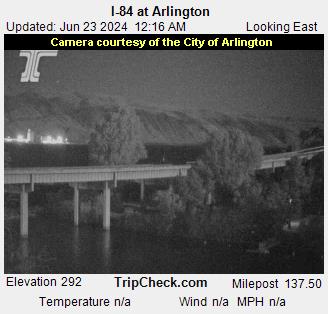 I-84 at Arlington
Updated: Jun 23 2024 12:16 AM Looking East
Camera courtesy of the City of Arlington
Elevation 292 TripCheck.com Milepost 137.50
Temperature n/a Wind n/a MPH n/a